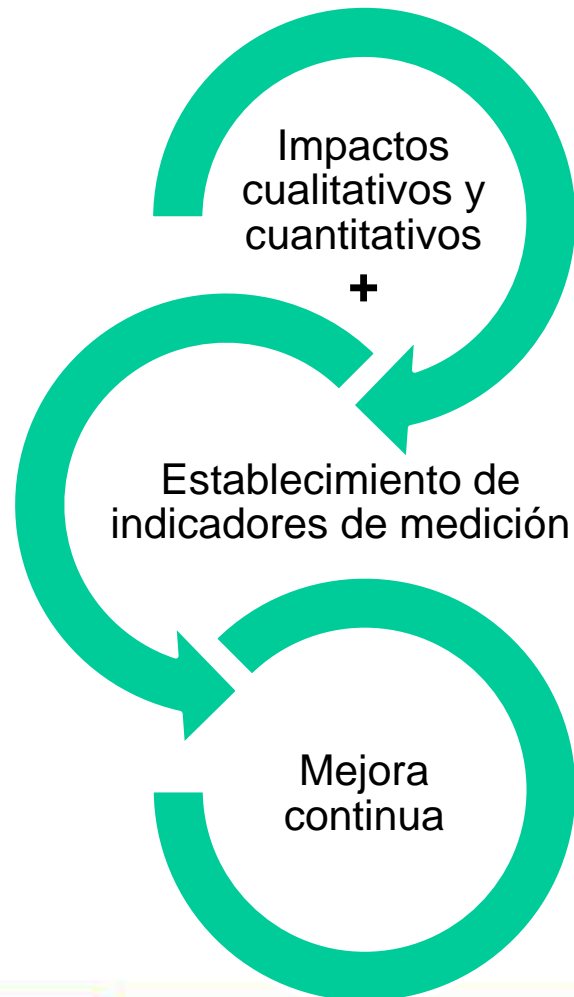 Impactos
cualitativos y
cuantitativos
+
Establecimiento de
indicadores de medición
Mejora
continua